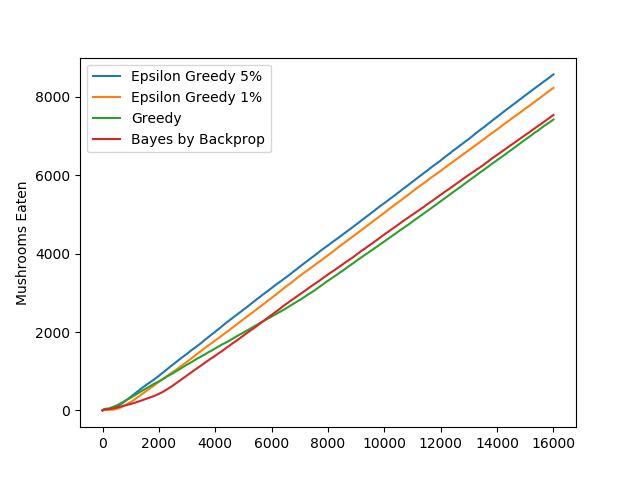 Epsilon Greedy 5%
Epsilon Greedy 1%
Greedy
Bayes by Backprop
Mushrooms Eaten
8000
6000
4000
2000
0
0 2000 4000 6000 8000 10000 12000 14000 16000